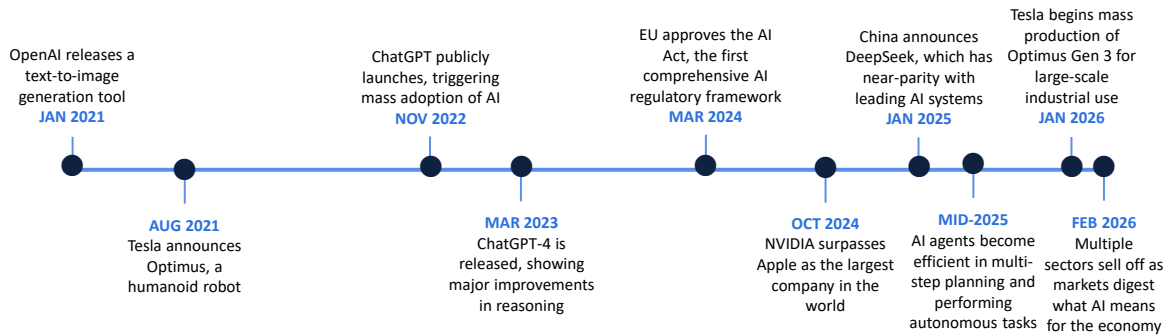 OpenAI releases a
text-to-image
generation tool
JAN 2021
AUG 2021
Tesla announces
Optimus, a
humanoid robot
ChatGPT publicly
launches, triggering
mass adoption of AI
NOV 2022
MAR 2023
ChatGPT-4 is
released, showing
major improvements
in reasoning
EU approves the AI
Act, the first
comprehensive AI
regulatory framework
MAR 2024
OCT 2024
NVIDIA surpasses
Apple as the largest
company in the
world
China announces
DeepSeek, which has
near-parity with
leading AI systems
JAN 2025
MID-2025
AI agents become
efficient in multi-
step planning and
performing
autonomous tasks
Tesla begins mass
production of
Optimus Gen 3 for
large-scale
industrial use
JAN 2026
FEB 2026
Multiple
sectors sell off as
markets digest
what AI means
for the economy